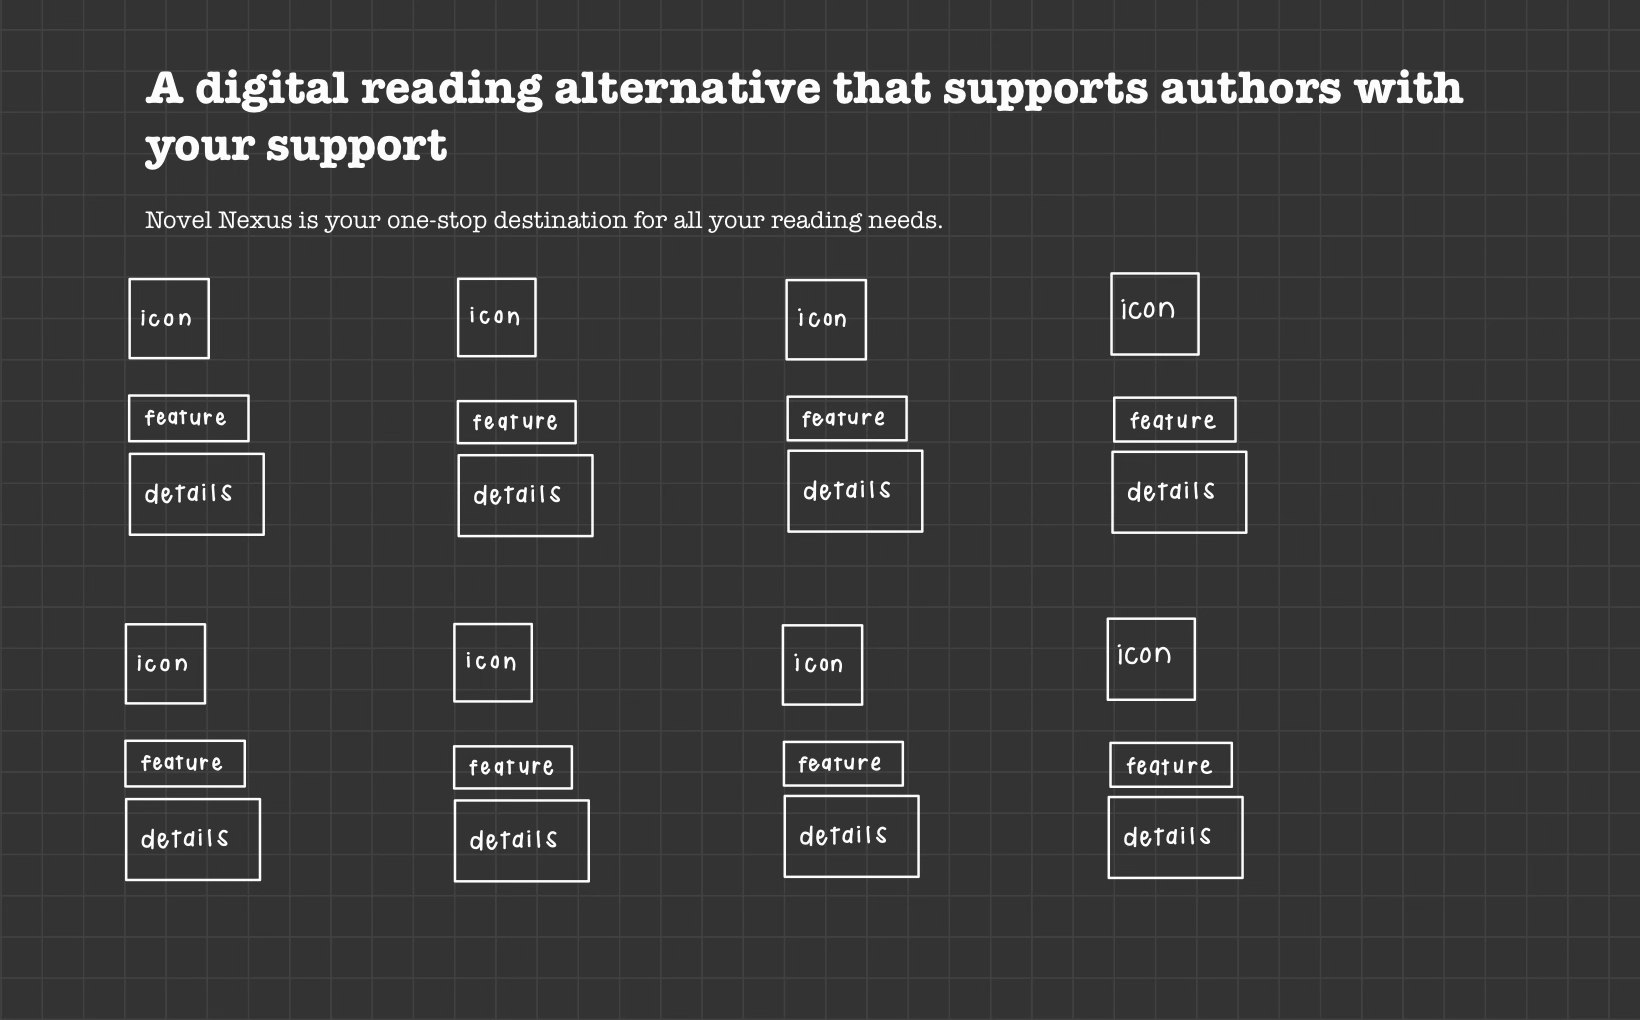 A digital reading alternative that supports authors with
your support
Novel Nexus is your one-stop destination for all your reading needs.
icon
icon
icon
icon
feature
feature
feature
feature
details
details
details
details
icon
icon
icon
icon
feature
feature
feature
feature
details
details
details
details